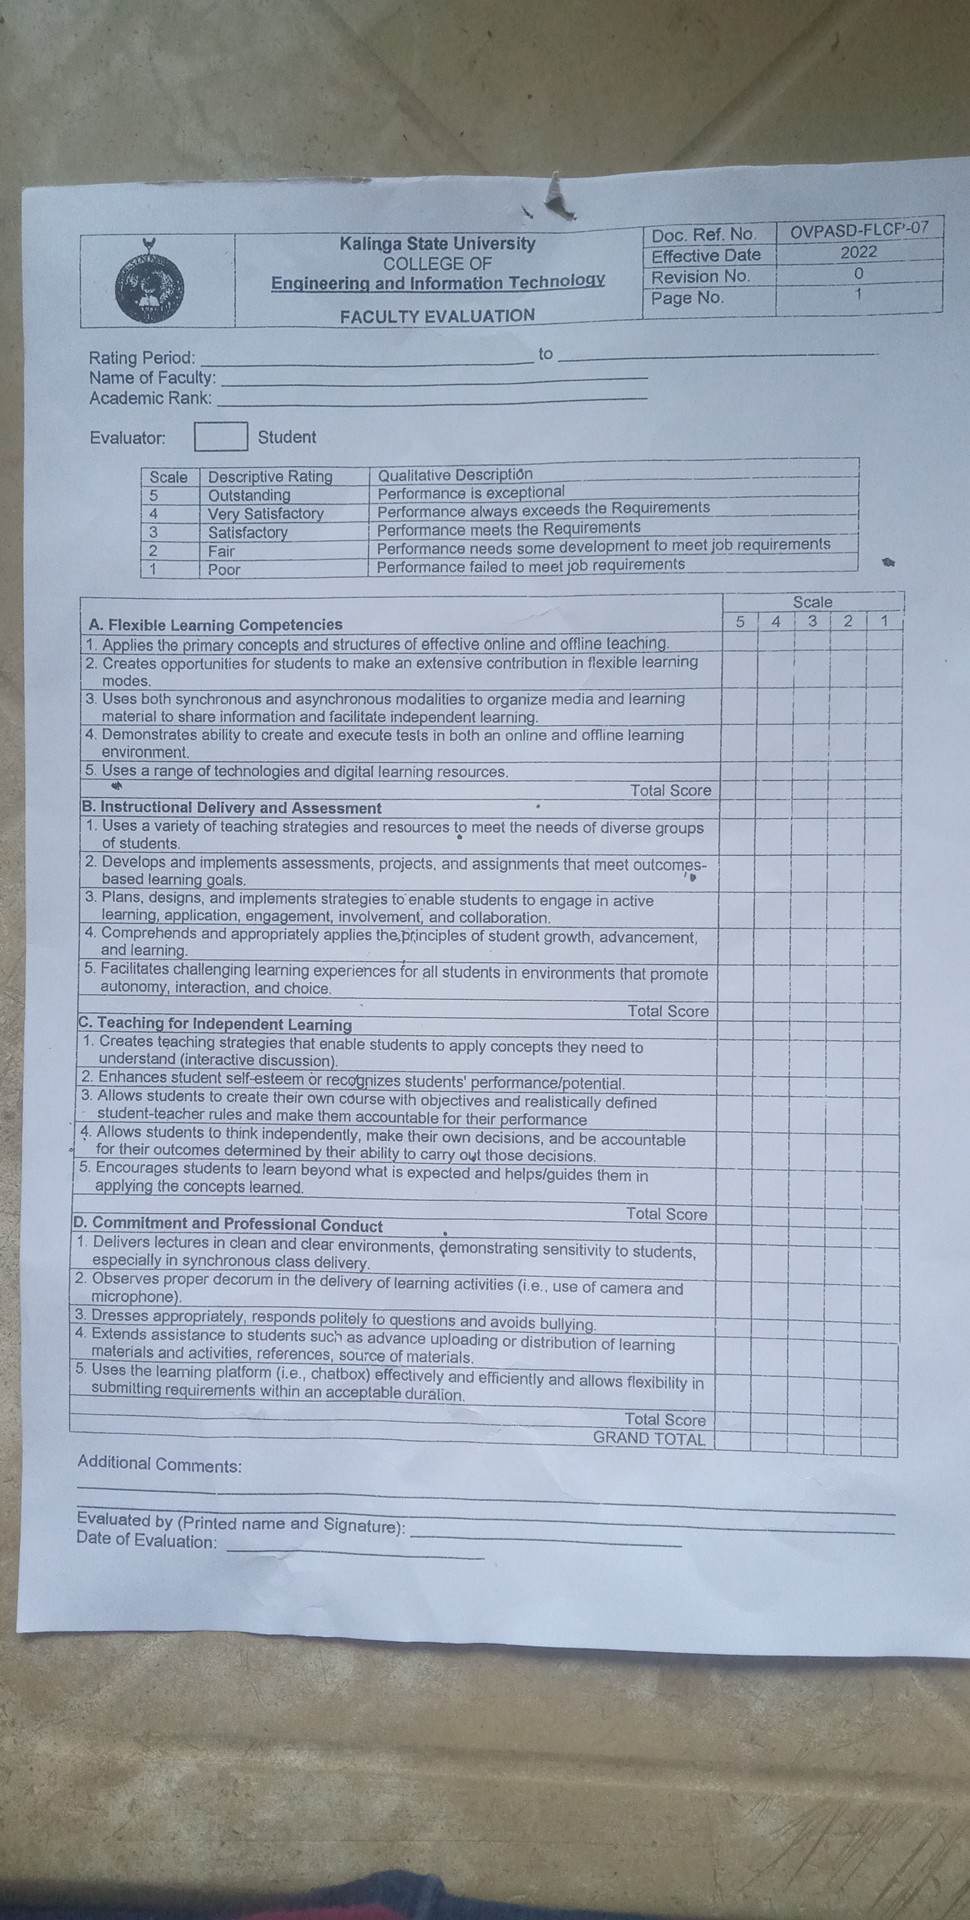 Kalinga State University
COLLEGE OF
Engineering and Information Technology
FACULTY EVALUATION
Doc. Ref. No. OVPASD-FLCP-07
Effective Date 2022
Revision No. 0
Page No. 1
Rating Period: to
Name of Faculty:
Academic Rank:
Evaluator: Student
Scale Descriptive Rating Qualitative Description
5 Outstanding Performance is exceptional
4 Very Satisfactory Performance always exceeds the Requirements
3 Satisfactory Performance meets the Requirements
2 Fair Performance needs some development to meet job requirements
1 Poor Performance failed to meet job requirements
Scale
A. Flexible Learning Competencies 5 4 3 2 1
1. Applies the primary concepts and structures of effective online and offline teaching.
2. Creates opportunities for students to make an extensive contribution in flexible learning
modes.
3. Uses both synchronous and asynchronous modalities to organize media and learning
material to share information and facilitate independent learning.
4. Demonstrates ability to create and execute tests in both an online and offline learning
environment.
5. Uses a range of technologies and digital learning resources.
Total Score
B. Instructional Delivery and Assessment
1. Uses a variety of teaching strategies and resources to meet the needs of diverse groups
of students.
2. Develops and implements assessments, projects, and assignments that meet outcomes-
based learning goals.
3. Plans, designs, and implements strategies to enable students to engage in active
learning, application, engagement, involvement, and collaboration.
4. Comprehends and appropriately applies the principles of student growth, advancement,
and learning.
5. Facilitates challenging learning experiences for all students in environments that promote
autonomy, interaction, and choice.
Total Score
C. Teaching for Independent Learning
1. Creates teaching strategies that enable students to apply concepts they need to
understand (interactive discussion).
2. Enhances student self-esteem or recognizes students' performance/potential.
3. Allows students to create their own course with objectives and realistically defined
student-teacher rules and make them accountable for their performance
4. Allows students to think independently, make their own decisions, and be accountable
for their outcomes determined by their ability to carry out those decisions.
5. Encourages students to learn beyond what is expected and helps/guides them in
applying the concepts learned.
Total Score
D. Commitment and Professional Conduct
1. Delivers lectures in clean and clear environments, demonstrating sensitivity to students,
especially in synchronous class delivery.
2. Observes proper decorum in the delivery of learning activities (i.e., use of camera and
microphone).
3. Dresses appropriately, responds politely to questions and avoids bullying.
4. Extends assistance to students such as advance uploading or distribution of learning
materials and activities, references, source of materials.
5. Uses the learning platform (i.e., chatbox) effectively and efficiently and allows flexibility in
submitting requirements within an acceptable duration.
Total Score
GRAND TOTAL
Additional Comments:
Evaluated by (Printed name and Signature):
Date of Evaluation: